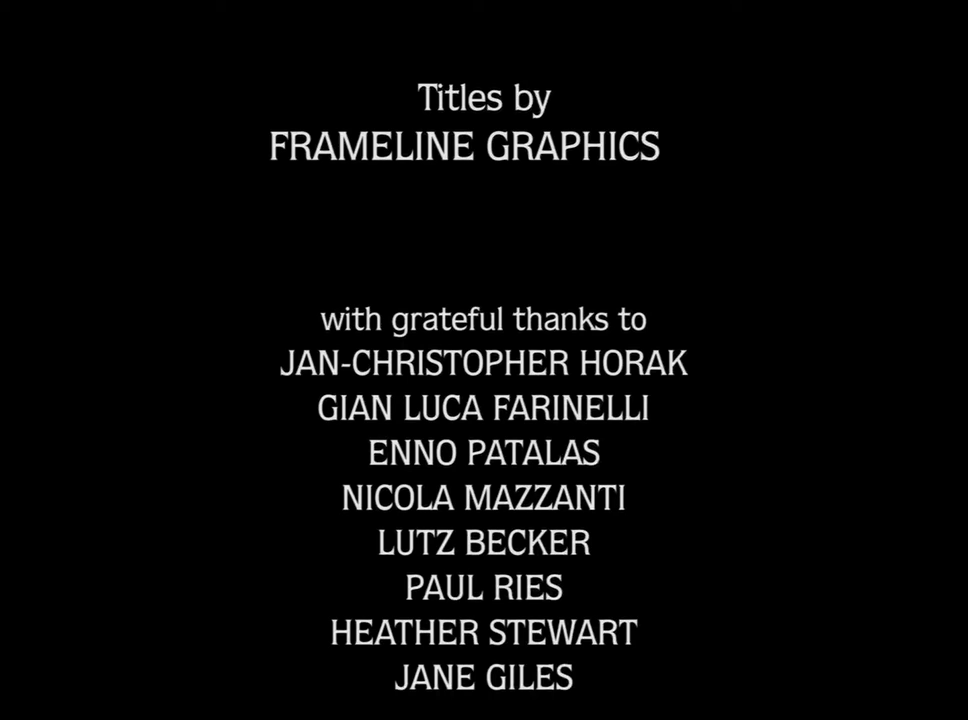 Titles by
FRAMELINE GRAPHICS
with grateful thanks to
JAN-CHRISTOPHER HORAK
GIAN LUCA FARINELLI
ENNO PATALAS
NICOLA MAZZANTI
LUTZ BECKER
PAUL RIES
HEATHER STEWART
JANE GILES